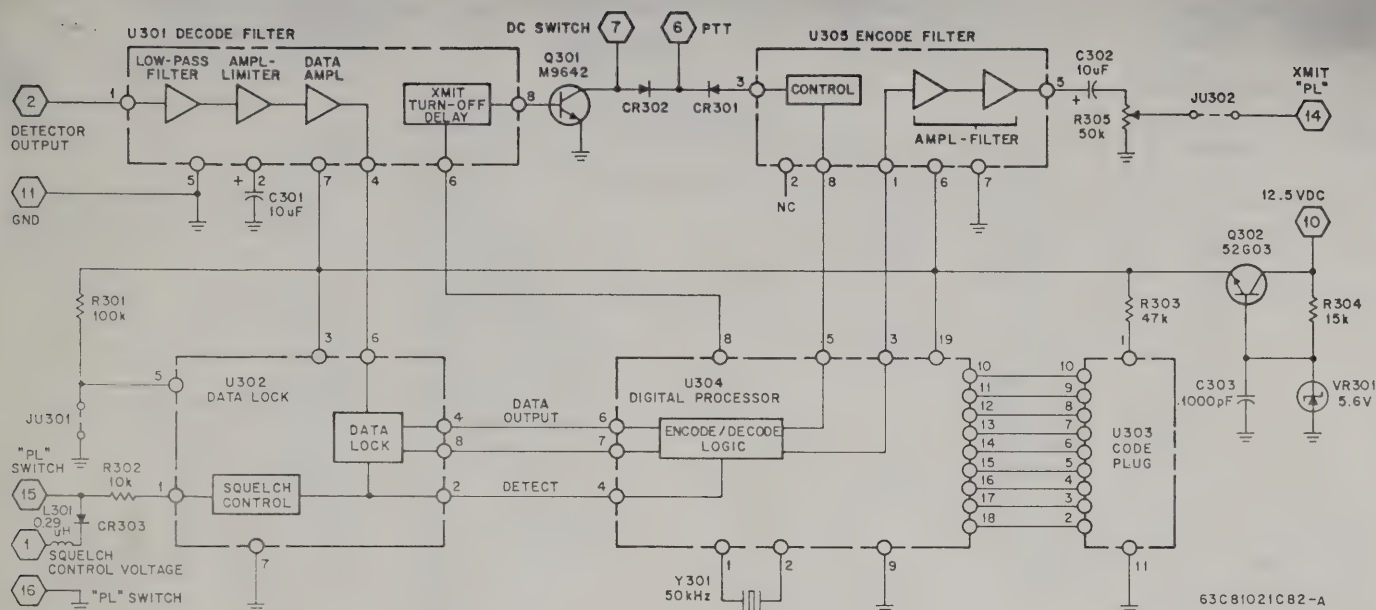 DC SWITCH
7
6
PTT
U301 DECODE FILTER
LOW-PASS
FILTER
AMPL-
LIMITER
DATA
AMPL
XMIT
TURN-OFF
DELAY
Q301
M9642
CR302
CR301
U305 ENCODE FILTER
CONTROL
AMPL-FILTER
C302
10uF
+
R305
50k
JU302
XMIT
"PL"
14
2
DETECTOR
OUTPUT
1
8
3
5
11
GND
5
+
2
7
4
6
C301
10uF
2
NC
8
1
6
7
12.5VDC
10
Q302
52G03
R301
100k
R303
47k
R304
15k
C303
.1000pF
VR301
5.6V
JU301
5
3
6
U302
DATA LOCK
DATA
LOCK
SQUELCH
CONTROL
4
8
2
1
7
DATA
OUTPUT
DETECT
8
5
3
19
U304
DIGITAL PROCESSOR
ENCODE/DECODE
LOGIC
6
7
4
1
2
9
10
11
12
13
14
15
16
17
18
1
10
9
8
7
6
5
4
3
2
U303
CODE
PLUG
11
"PL"
SWITCH
15
R302
10k
L301
0.29
uH
CR303
1
SQUELCH
CONTROL VOLTAGE
16
"PL" SWITCH
Y301
50kHz
63C81021C82-A